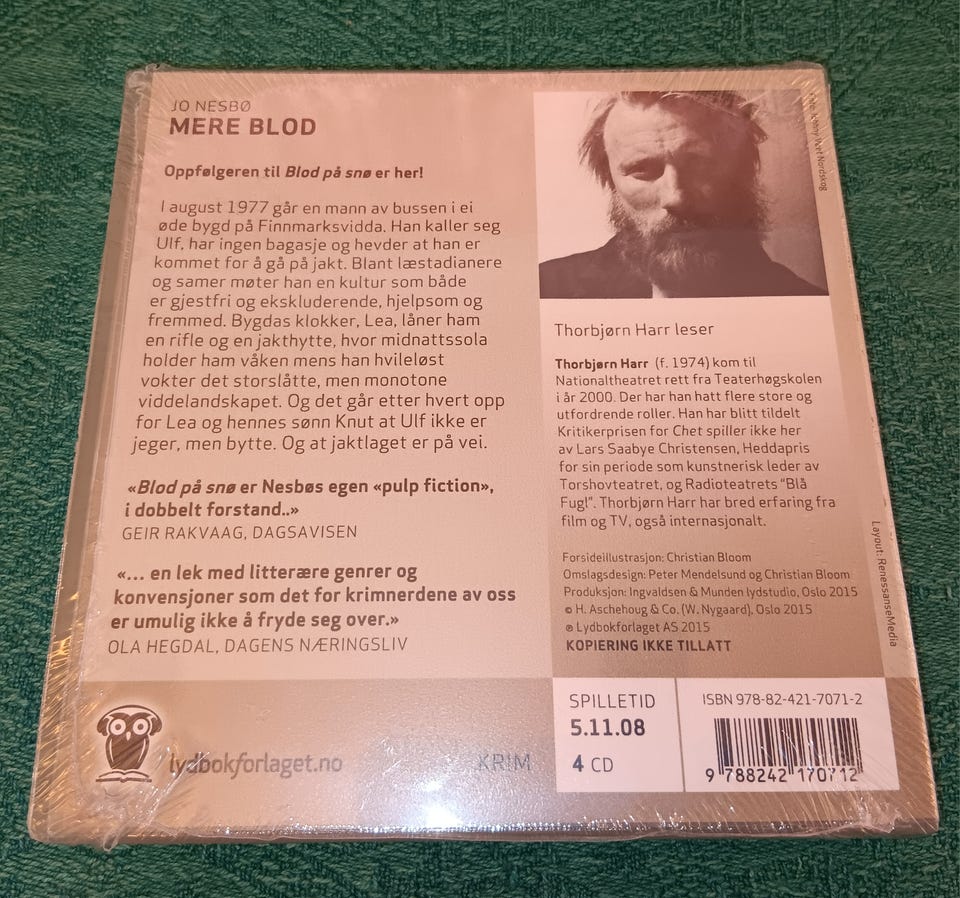 JO NESBØ
MERE BLOD
Oppfølgeren til Blod på snø er her!
I august 1977 går en mann av bussen i ei
øde bygd på Finnmarksvidda. Han kaller seg
Ulf, har ingen bagasje og hevder at han er
kommet for å gå på jakt. Blant læstadianere
og samer møter han en kultur som både
er gjestfri og ekskluderende, hjelpsom og
fremmed. Bygdas klokker, Lea, låner ham
en rifle og en jakthytte, hvor midnattssola
holder ham våken mens han hvileløst
vokter det storslåtte, men monotone
viddelandskapet. Og det går etter hvert opp
for Lea og hennes sønn Knut at Ulf ikke er
jeger, men bytte. Og at jaktlaget er på vei.
«Blod på snø er Nesbøs egen «pulp fiction»,
i dobbelt forstand..»
GEIR RAKVAAG, DAGSAVISEN
«... en lek med litterære genrer og
konvensjoner som det for krimnerdene av oss
er umulig ikke å fryde seg over.»
OLA HEGDAL, DAGENS NÆRINGSLIV
lydbokforlaget.no
KRIM
Nordskog
Thorbjørn Harr leser
Thorbjørn Harr (f. 1974) kom til
Nationaltheatret rett fra Teaterhøgskolen
i år 2000. Der har han hatt flere store og
utfordrende roller. Han har blitt tildelt
Kritikerprisen for Chet spiller ikke her
av Lars Saabye Christensen, Heddapris
for sin periode som kunstnerisk leder av
Torshovteatret, og Radioteatrets "Blå
Fugl". Thorbjørn Harr har bred erfaring fra
film og TV, også internasjonalt.
Forsideillustrasjon: Christian Bloom
Omslagsdesign: Peter Mendelsund og Christian Bloom
Produksjon: Ingvaldsen & Munden lydstudio, Oslo 2015
© H. Aschehoug & Co. (W. Nygaard), Oslo 2015
℗ Lydbokforlaget AS 2015
KOPIERING IKKE TILLATT
Layout: RenessanseMedia
SPILLETID
5.11.08
4 CD
ISBN 978-82-421-7071-2
9 788242 170712